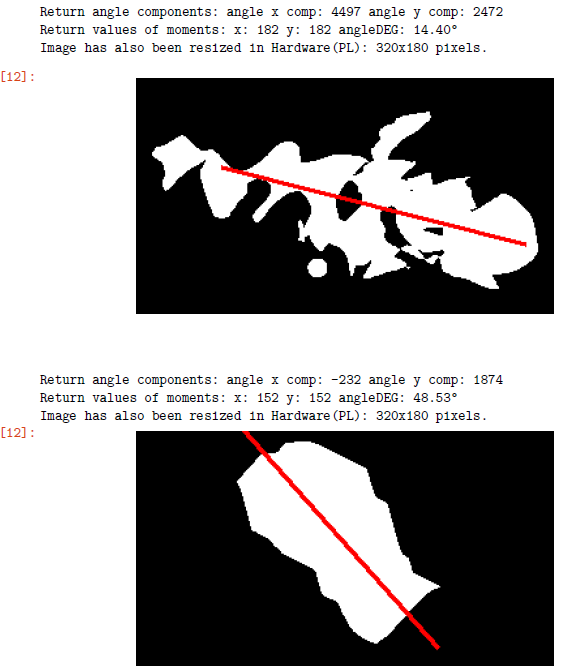 Return angle components: angle x comp: 4497 angle y comp: 2472
Return values of moments: x: 182 y: 182 angleDEG: 14.40°
Image has also been resized in Hardware(PL): 320x180 pixels.
[12]:
Return angle components: angle x comp: -232 angle y comp: 1874
Return values of moments: x: 152 y: 152 angleDEG: 48.53°
Image has also been resized in Hardware(PL): 320x180 pixels.
[12]: